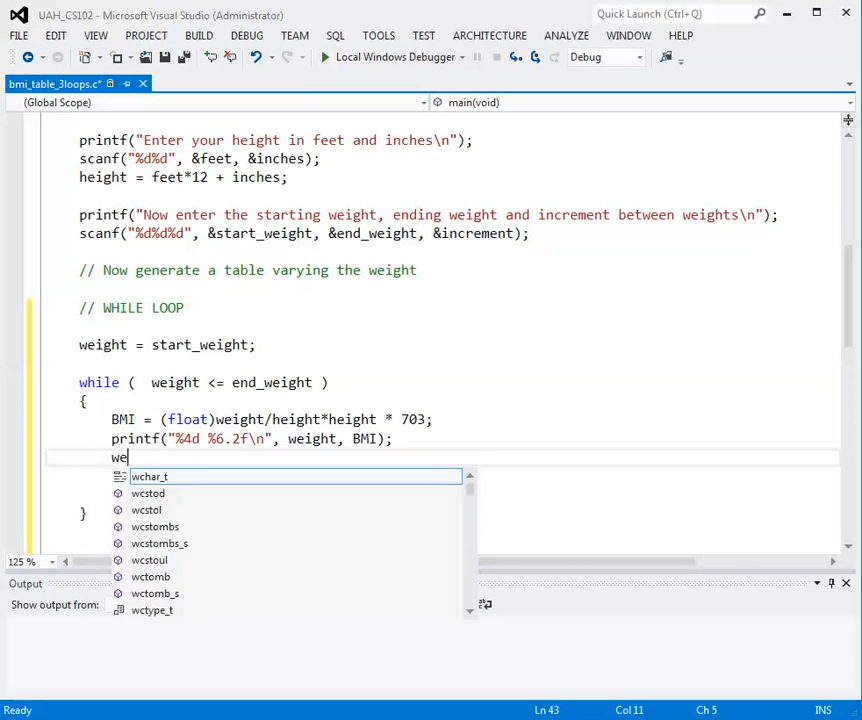 UAH_CS102 - Microsoft Visual Studio (Administrator)
Quick Launch (Ctrl+Q)
FILE EDIT VIEW PROJECT BUILD DEBUG TEAM SQL TOOLS TEST ARCHITECTURE ANALYZE WINDOW HELP
Local Windows Debugger Debug
bmi_table_3loops.c*
(Global Scope) main(void)
printf("Enter your height in feet and inches\n");
scanf("%d%d", &feet, &inches);
height = feet*12 + inches;
printf("Now enter the starting weight, ending weight and increment between weights\n");
scanf("%d%d%d", &start_weight, &end_weight, &increment);
// Now generate a table varying the weight
// WHILE LOOP
weight = start_weight;
while (  weight <= end_weight )
{
BMI = (float)weight/height*height * 703;
printf("%4d %6.2f\n", weight, BMI);
we
wchar_t
wcstod
wcstol
wcstombs
wcstombs_s
wcstoul
wctomb
wctomb_s
wctype_t
}
125 %
Output
Show output from:
Ready Ln 43 Col 11 Ch 5 INS